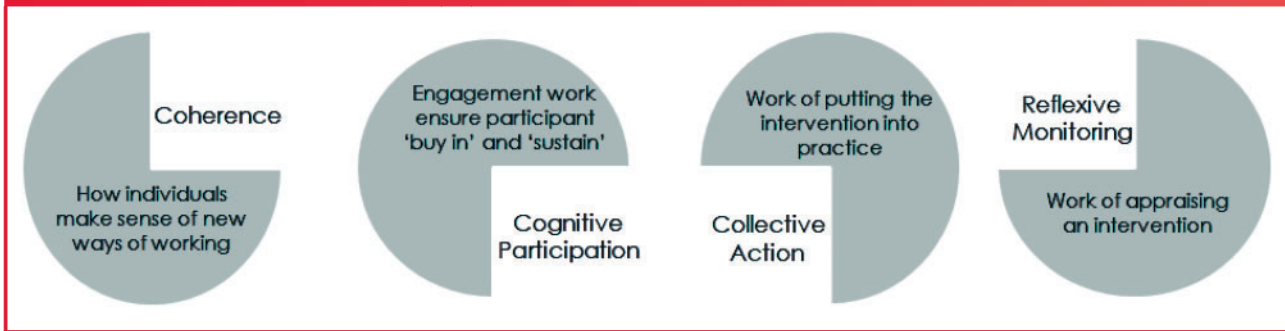 Coherence
How individuals
make sense of new
ways of working
Engagement work
ensure participant
‘buy in’ and ‘sustain’
Cognitive
Participation
Work of putting the
intervention into
practice
Collective
Action
Reflexive
Monitoring
Work of appraising
an intervention